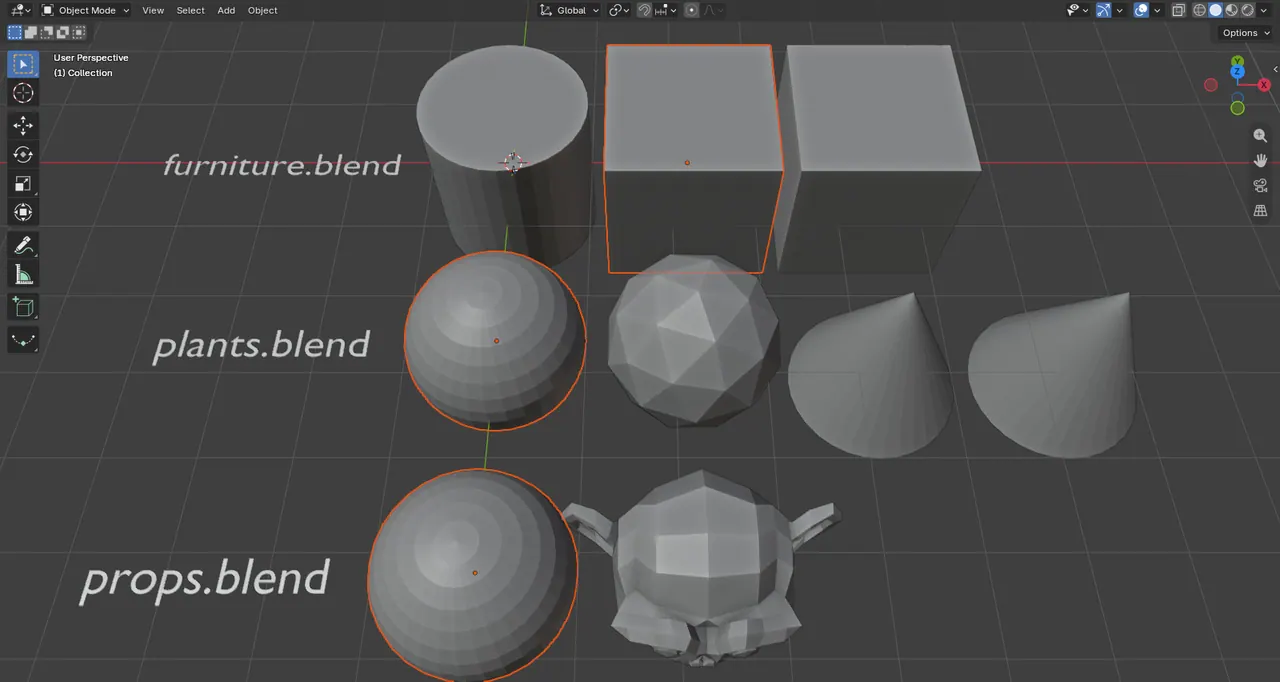 Object Mode View Select Add Object Global
Options
User Perspective
(1) Collection
Y
Z
X
furniture.blend
plants.blend
props.blend